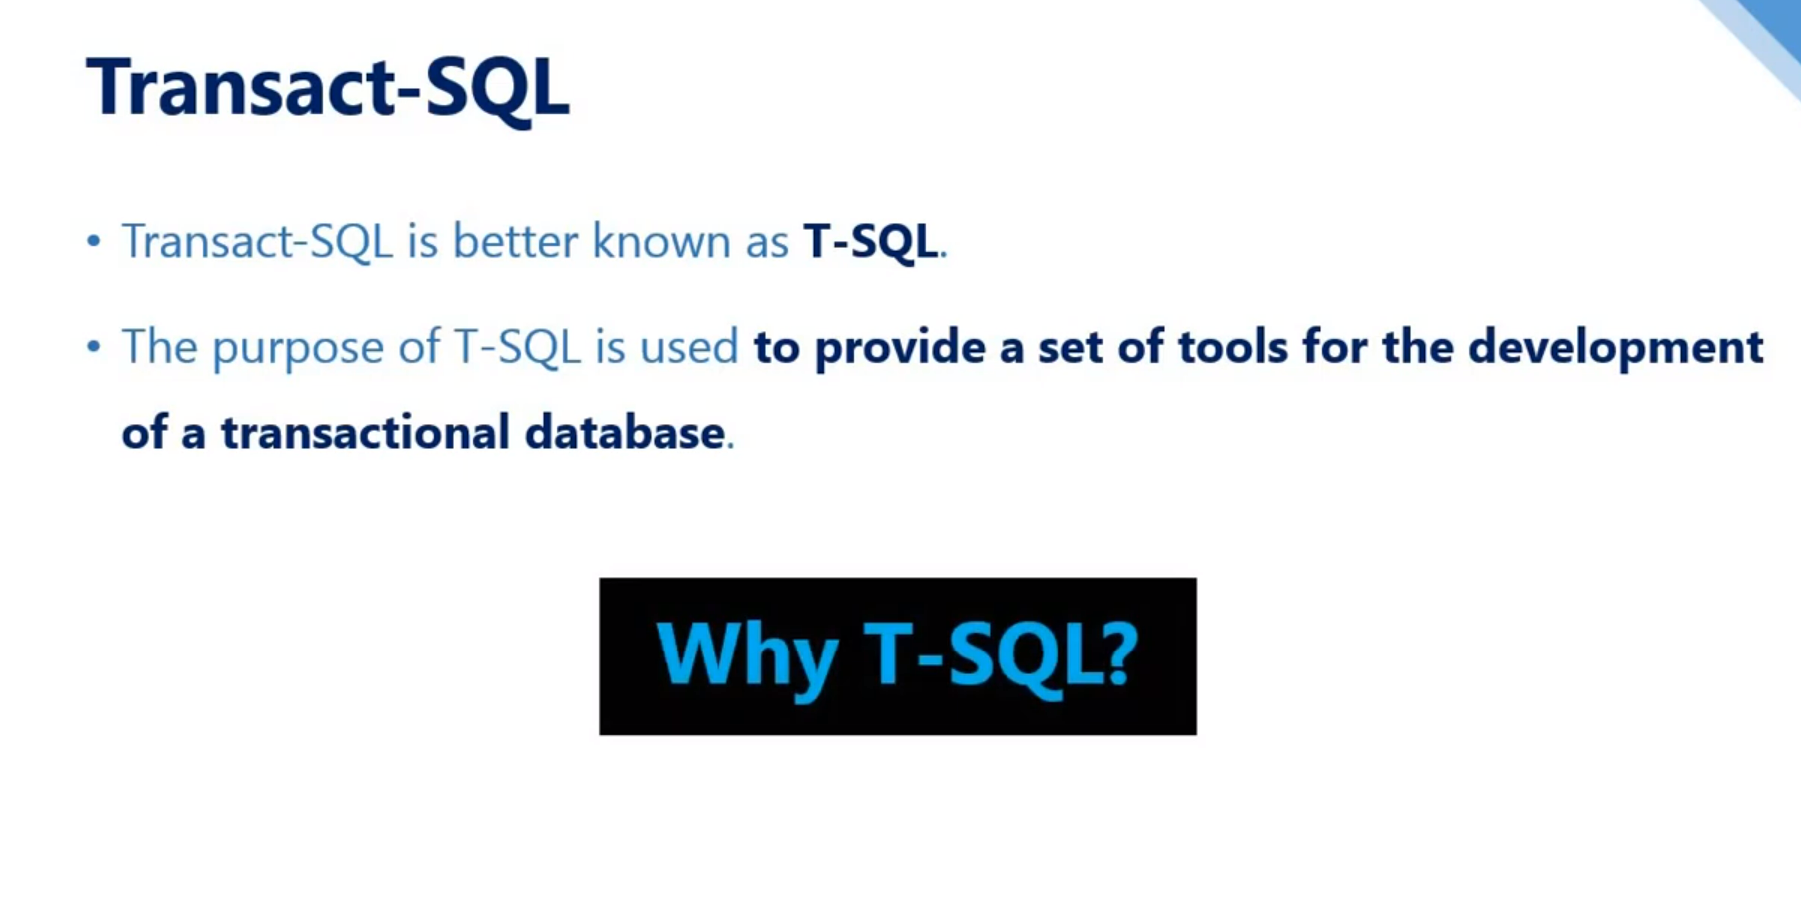 Transact-SQL
• Transact-SQL is better known as T-SQL.
• The purpose of T-SQL is used to provide a set of tools for the development
of a transactional database.
Why T-SQL?